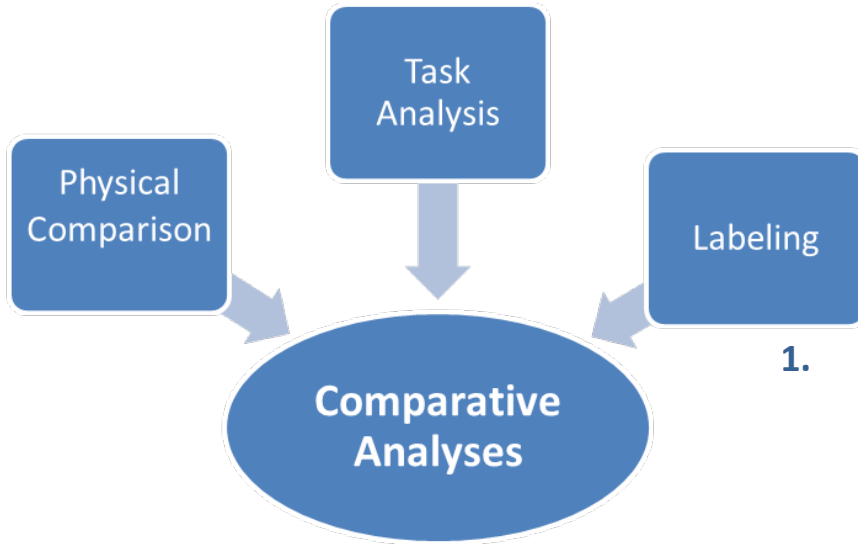 Task
Analysis
Physical
Comparison
Labeling
1.
Comparative
Analyses